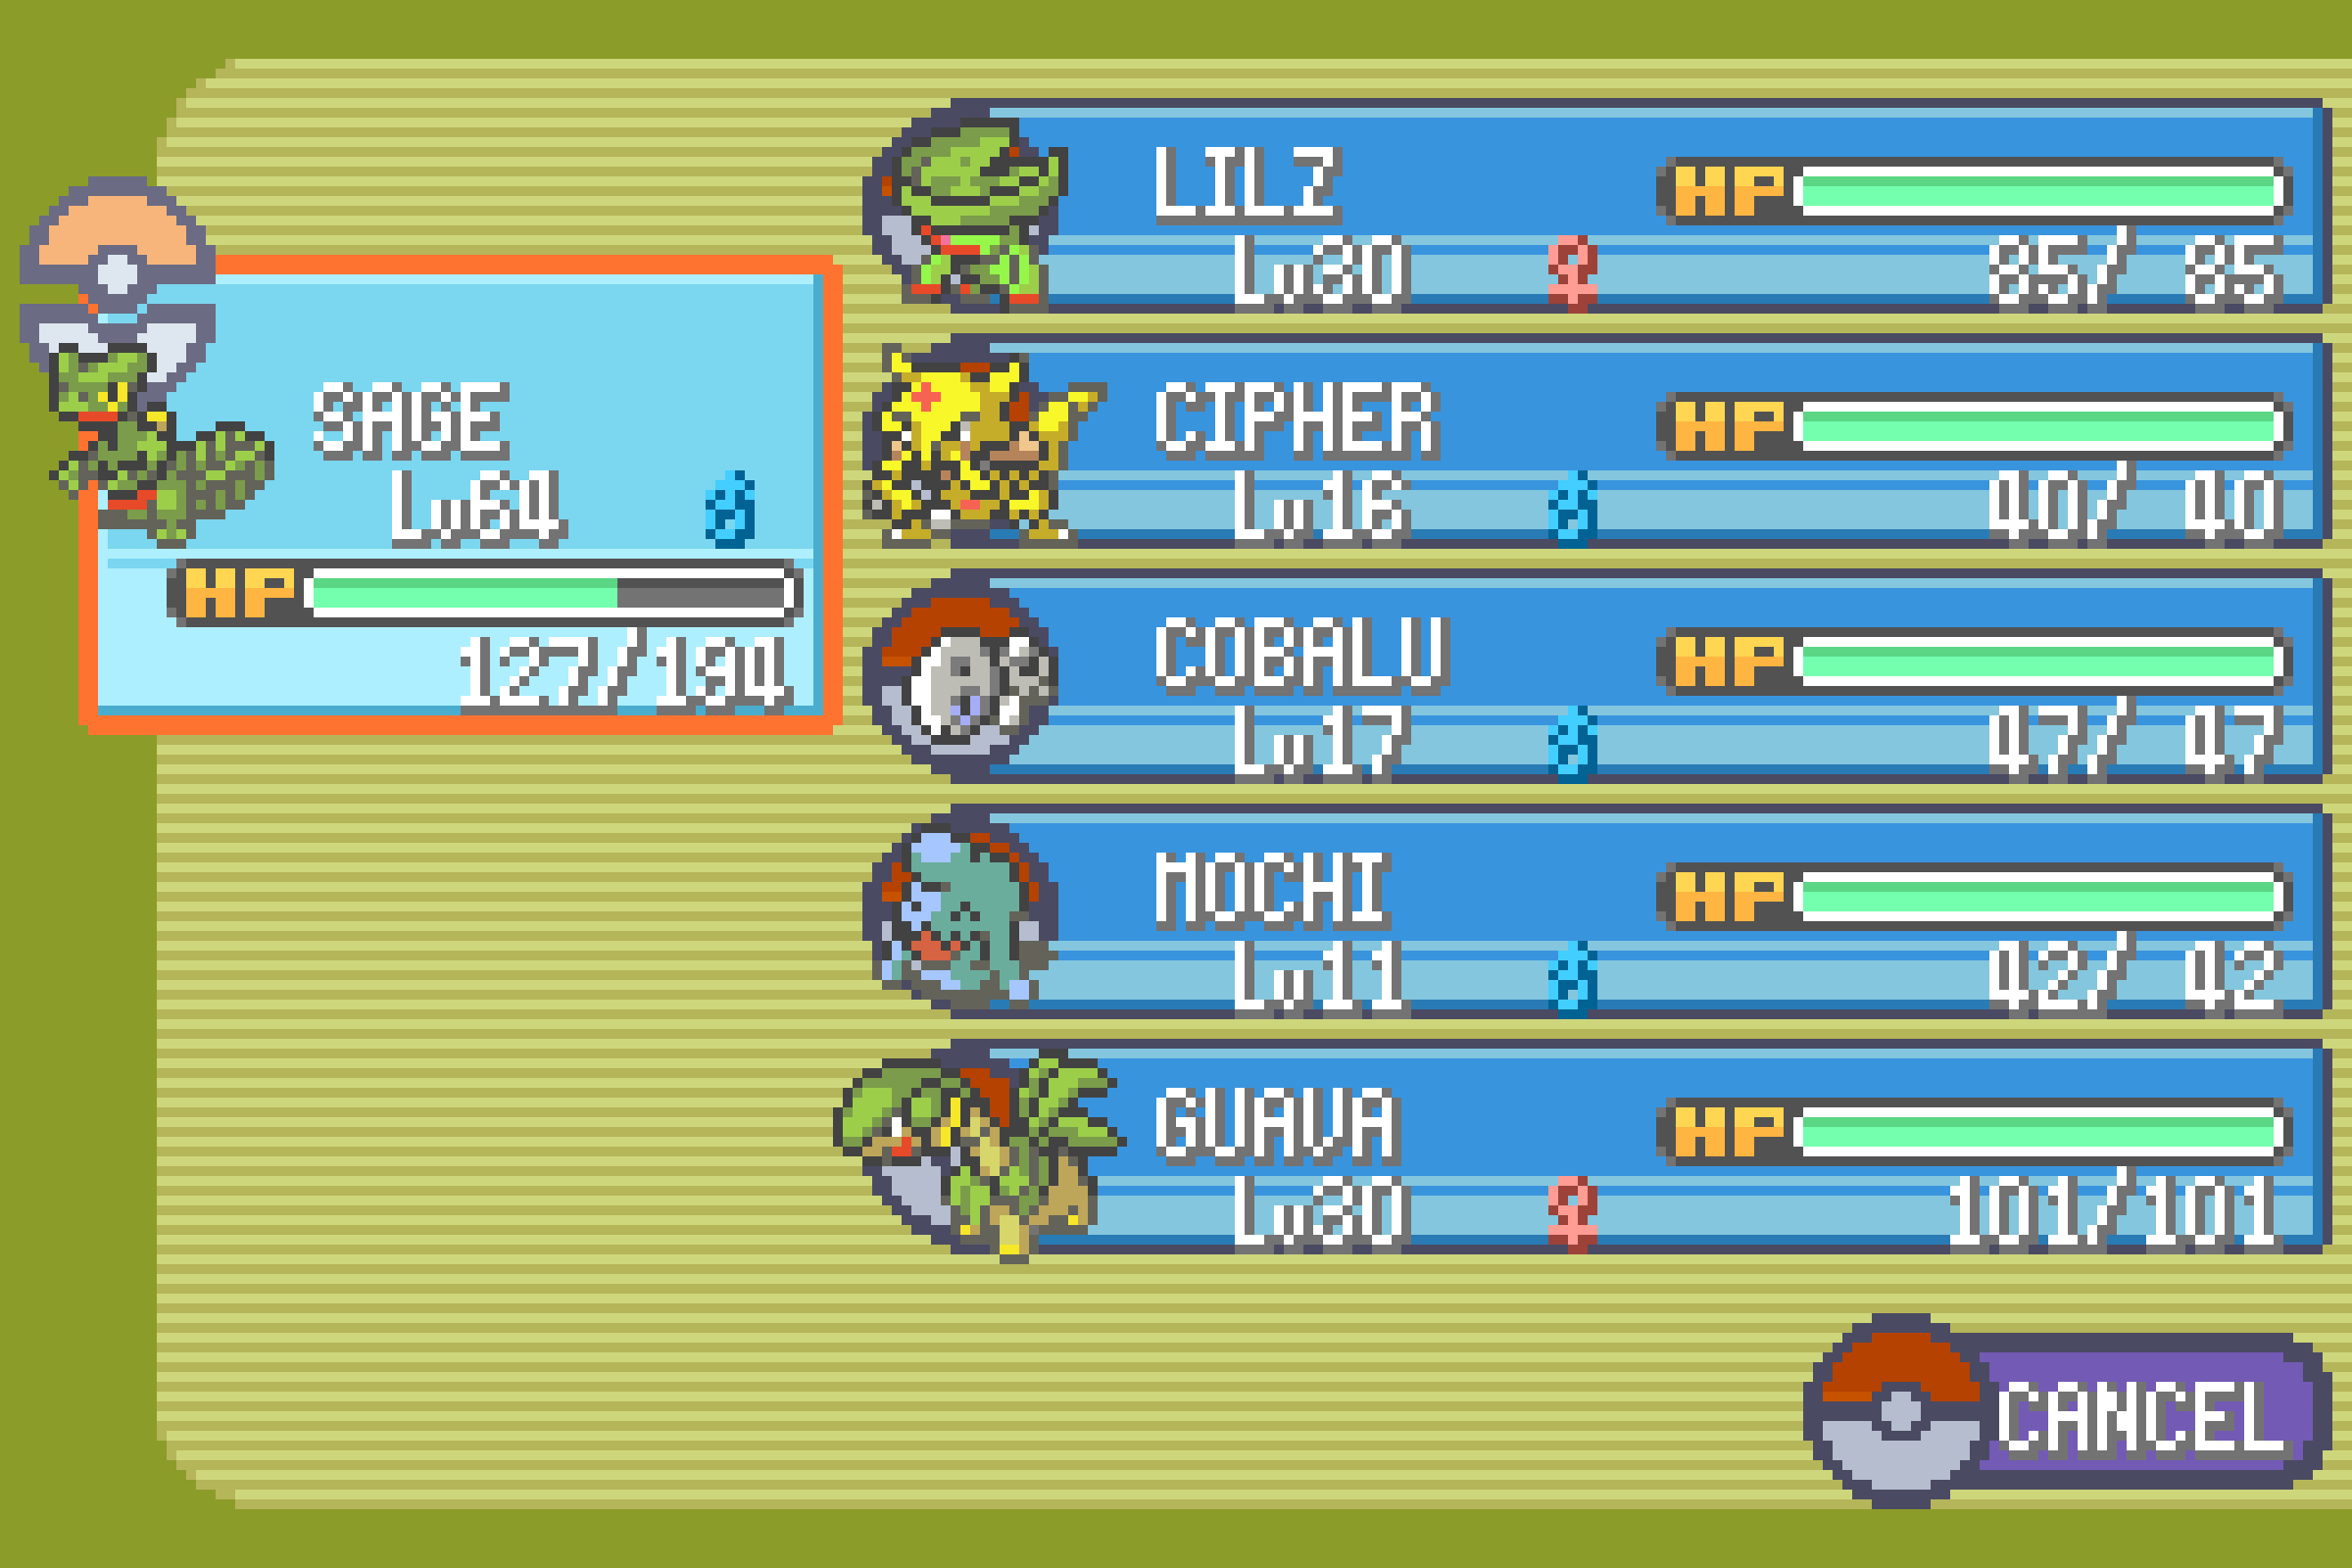 SAGE
Lv64 ♂
HP
127/194
LILZ
HP
Lv30 ♀ 85/ 85
CIPHER
HP
Lv16 ♂ 40/ 40
COBALU
HP
Lv17 ♂ 47/ 47
MOCHI
HP
Lv11 ♂ 42/ 42
GUAVA
HP
Lv30 ♀ 101/101
CANCEL